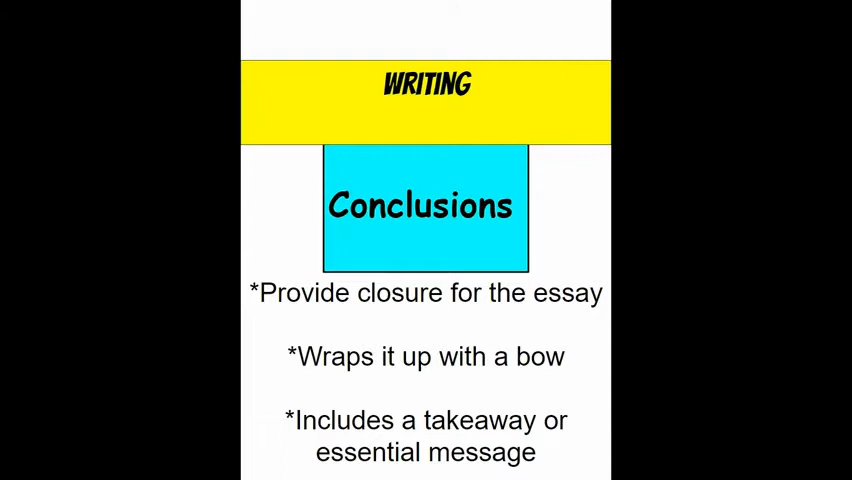 WRITING
Conclusions
*Provide closure for the essay
*Wraps it up with a bow
*Includes a takeaway or
essential message